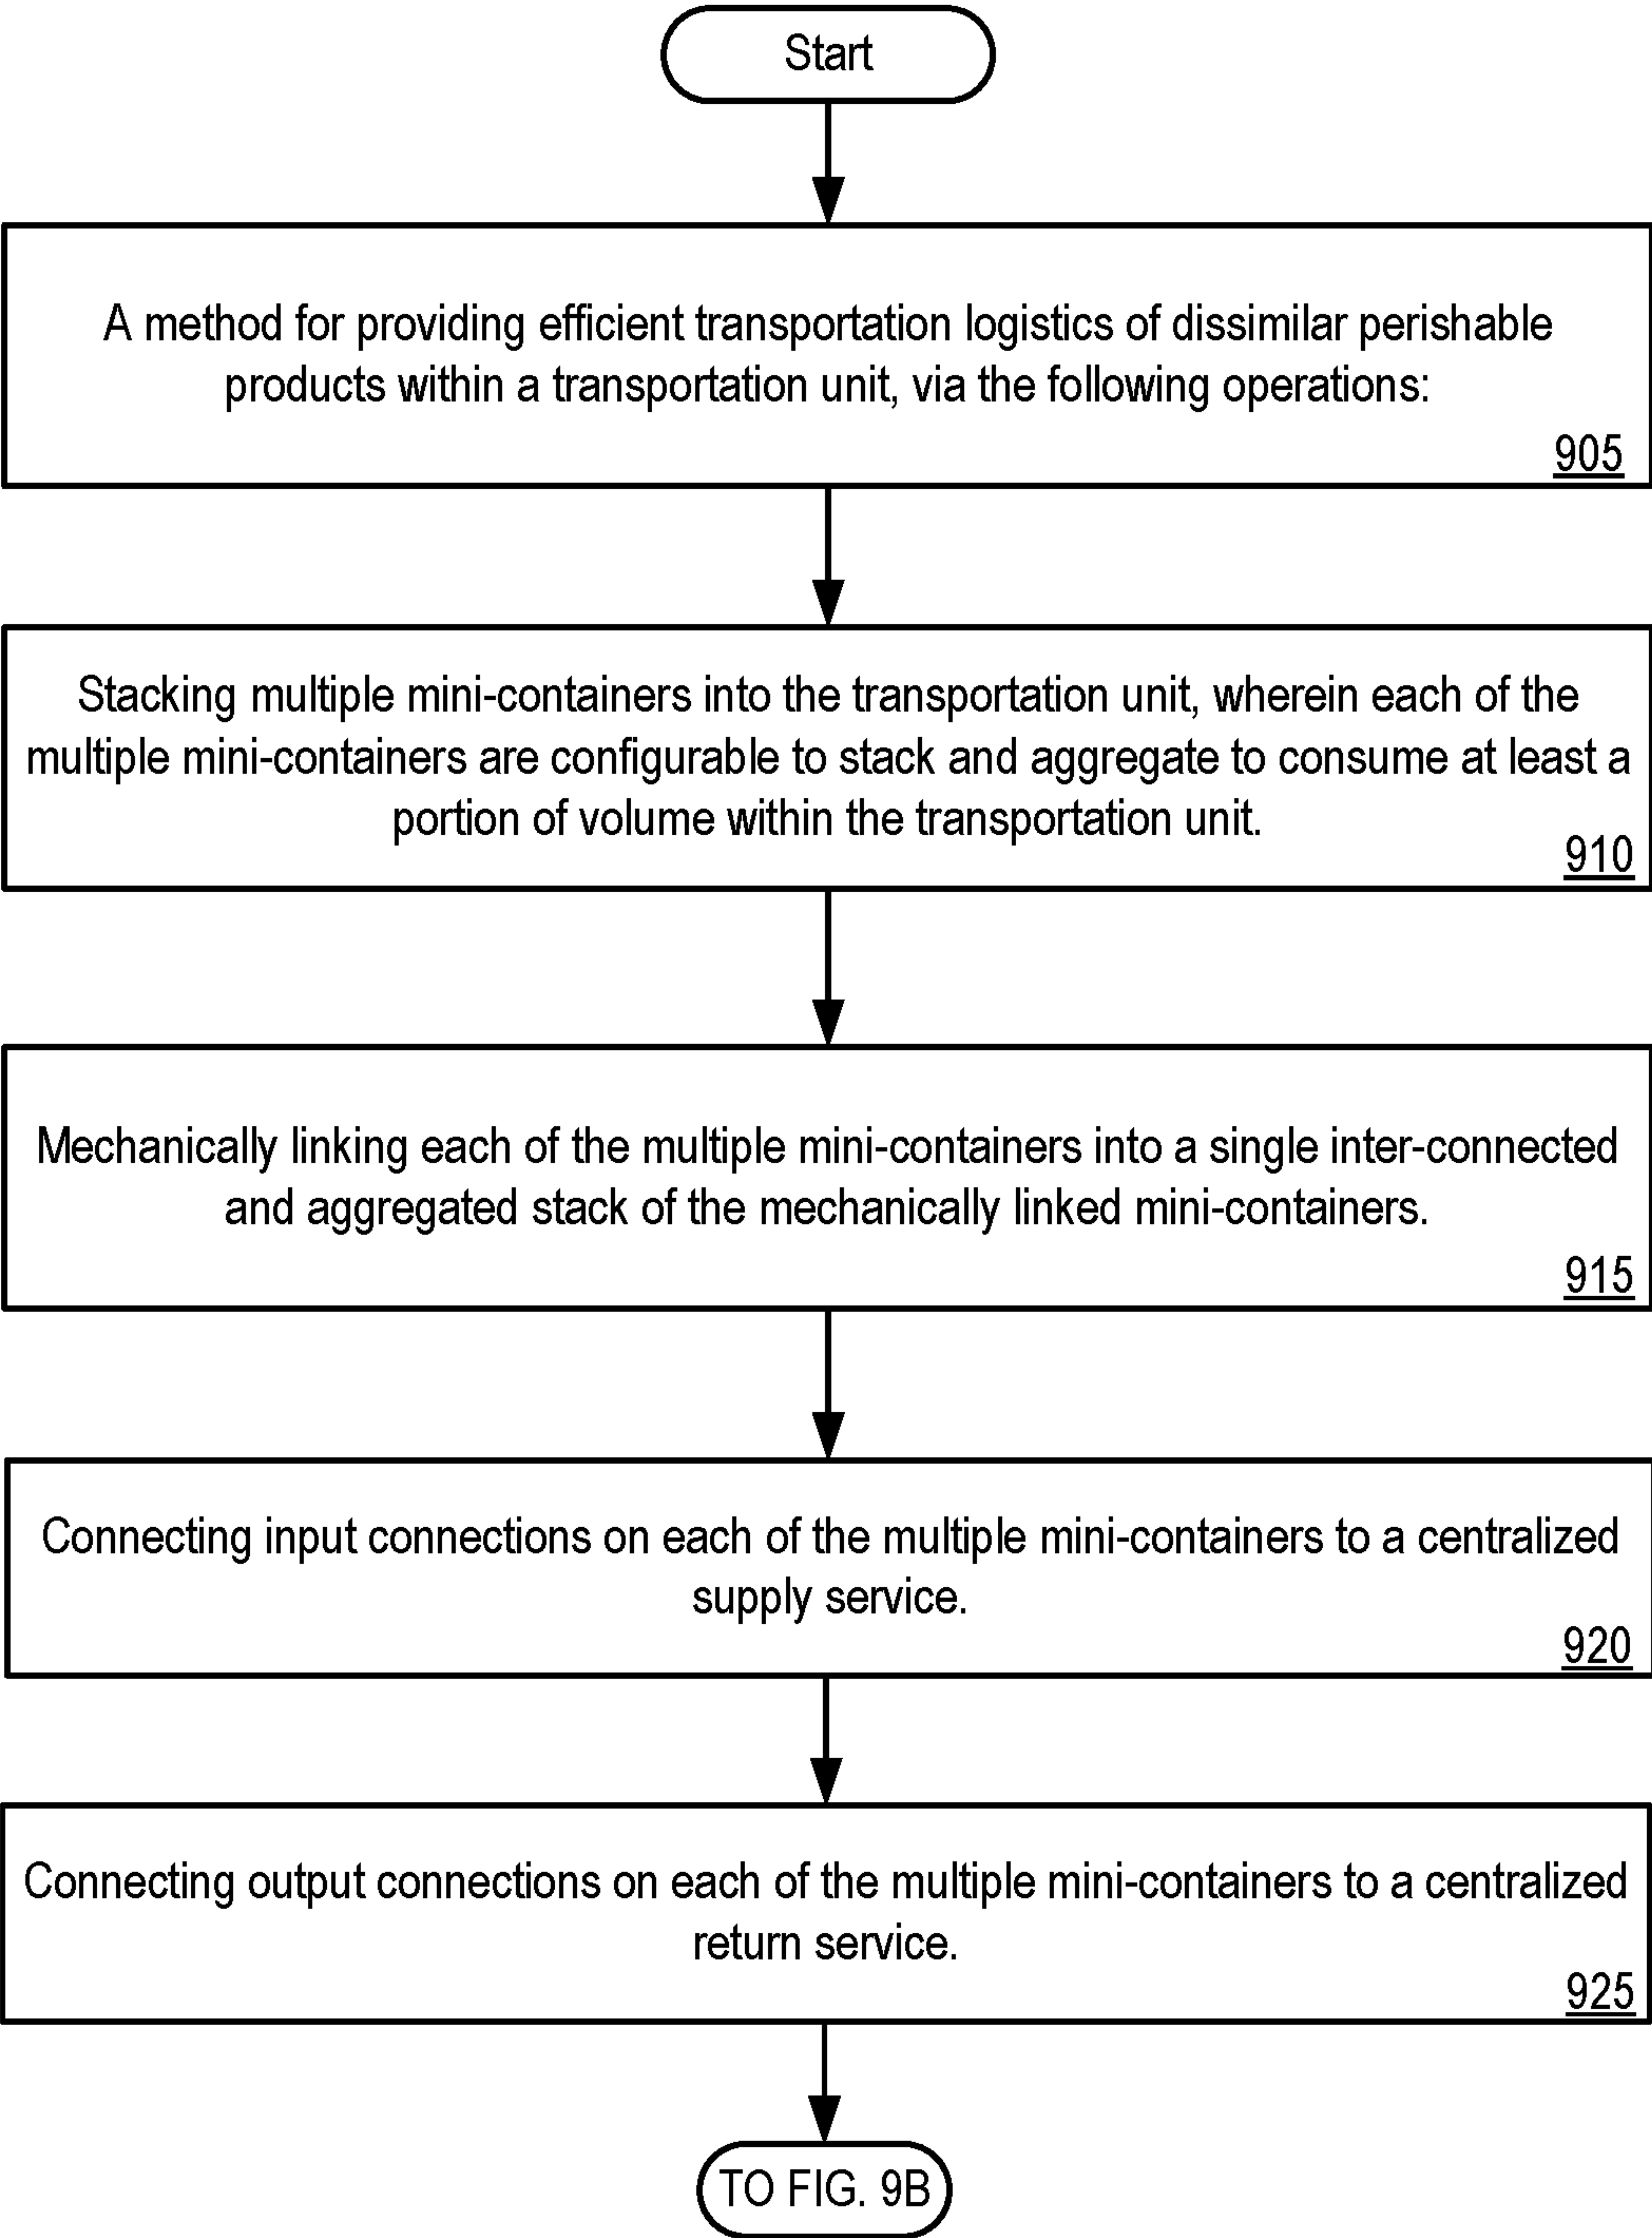 Start
A method for providing efficient transportation logistics of dissimilar perishable
products within a transportation unit, via the following operations:
905
Stacking multiple mini-containers into the transportation unit, wherein each of the
multiple mini-containers are configurable to stack and aggregate to consume at least a
portion of volume within the transportation unit.
910
Mechanically linking each of the multiple mini-containers into a single inter-connected
and aggregated stack of the mechanically linked mini-containers.
915
Connecting input connections on each of the multiple mini-containers to a centralized
supply service.
920
Connecting output connections on each of the multiple mini-containers to a centralized
return service.
925
TO FIG. 9B